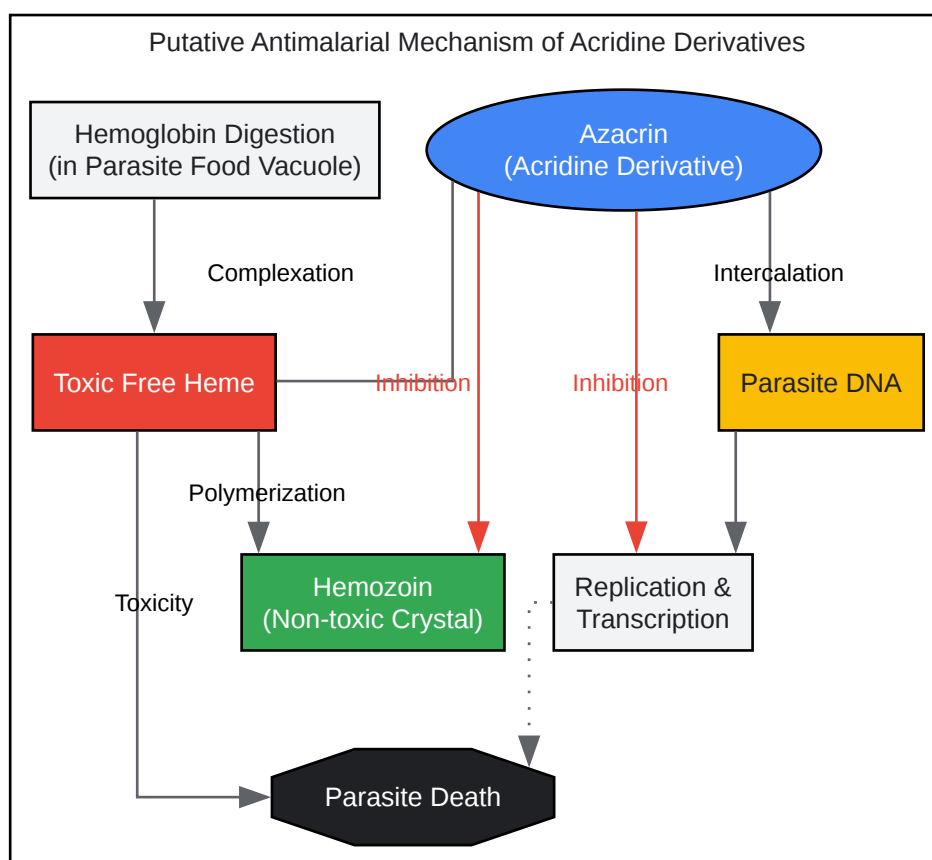 Putative Antimalarial Mechanism of Acridine Derivatives
Hemoglobin Digestion
(in Parasite Food Vacuole)
Azacrin
(Acridine Derivative)
Complexation
Intercalation
Toxic Free Heme
Inhibition
Inhibition
Parasite DNA
Polymerization
Toxicity
Hemozoin
(Non-toxic Crystal)
Replication &
Transcription
Parasite Death